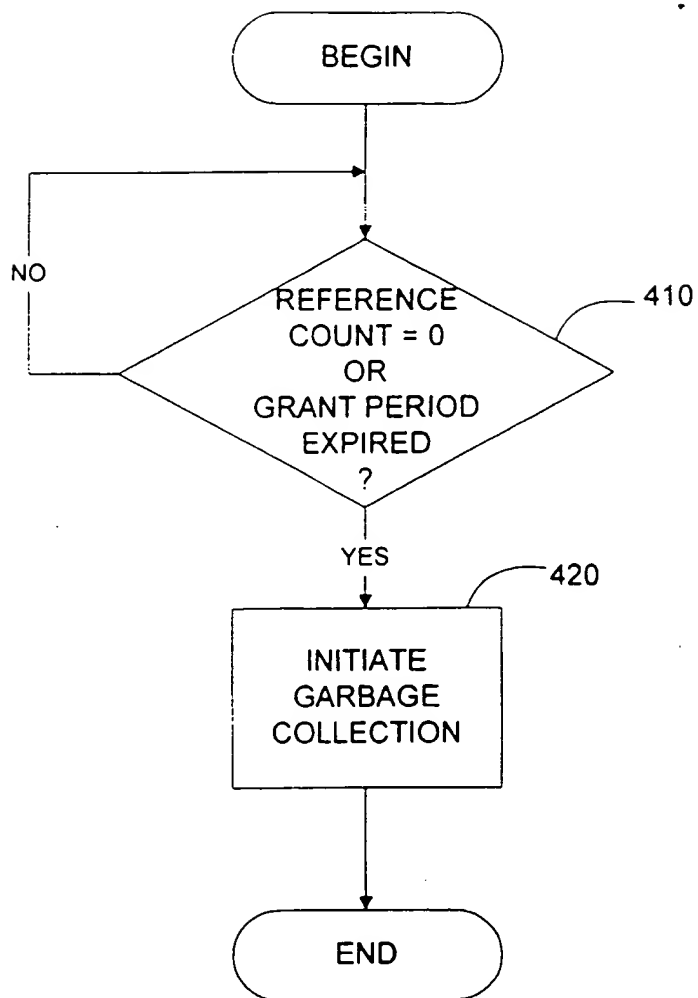 BEGIN
NO
REFERENCE
COUNT = 0
OR
GRANT PERIOD
EXPIRED
?
410
YES
420
INITIATE
GARBAGE
COLLECTION
END